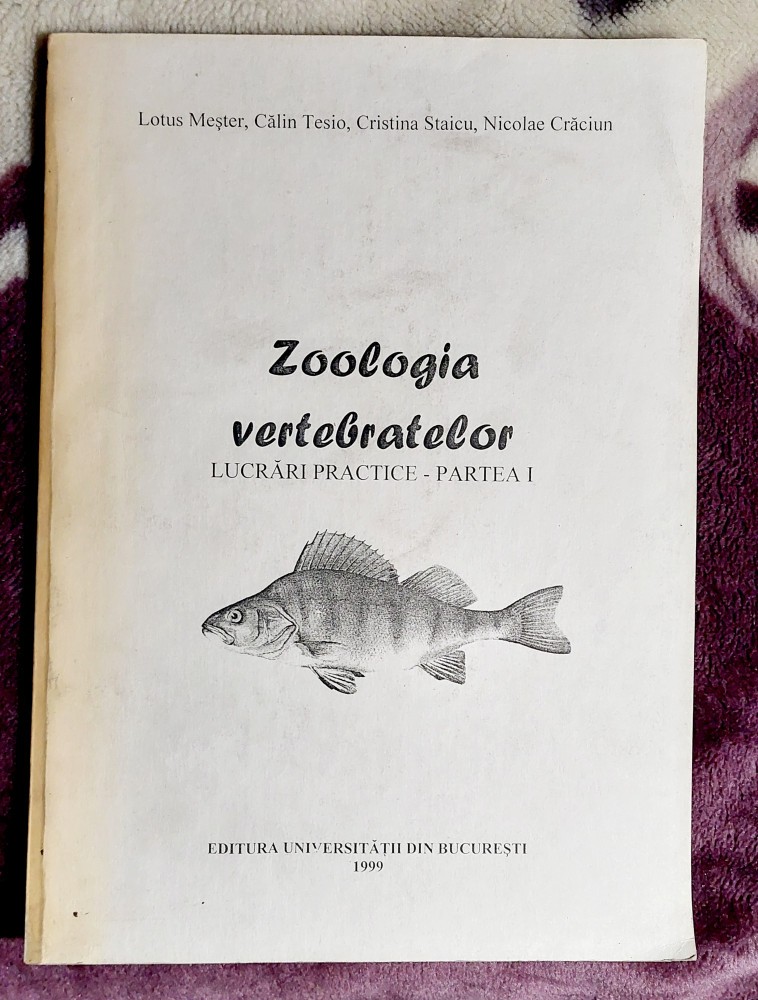 Lotus Meşter, Călin Tesio, Cristina Staicu, Nicolae Crăciun
Zoologia
vertebratelor
LUCRĂRI PRACTICE - PARTEA I
EDITURA UNIVERSITĂŢII DIN BUCUREŞTI
1999